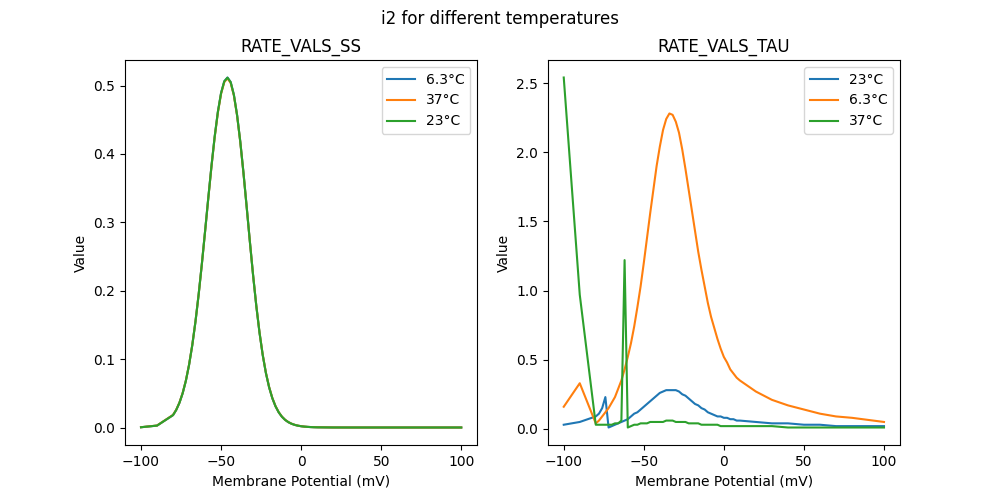 i2 for different temperatures
RATE_VALS_SS
RATE_VALS_TAU
6.3°C
37°C
23°C
23°C
6.3°C
37°C
Value
0.5
0.4
0.3
0.2
0.1
0.0
−100
−50
0
50
100
Membrane Potential (mV)
Value
2.5
2.0
1.5
1.0
0.5
0.0
−100
−50
0
50
100
Membrane Potential (mV)